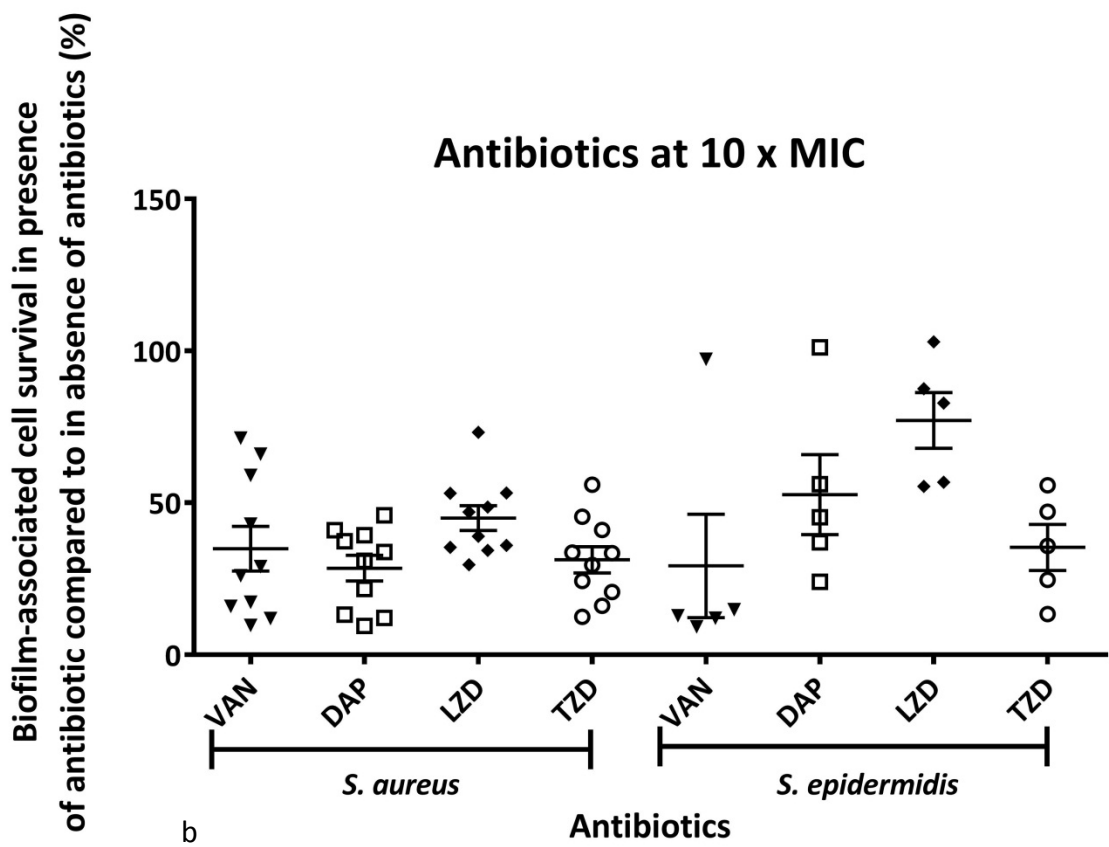 Biofilm-associated cell survival in presence
of antibiotic compared to in absence of antibiotics (%)
Antibiotics at 10 x MIC
150
100
50
0
VAN
DAP
LZD
TZD
VAN
DAP
LZD
TZD
S. aureus
S. epidermidis
Antibiotics
b